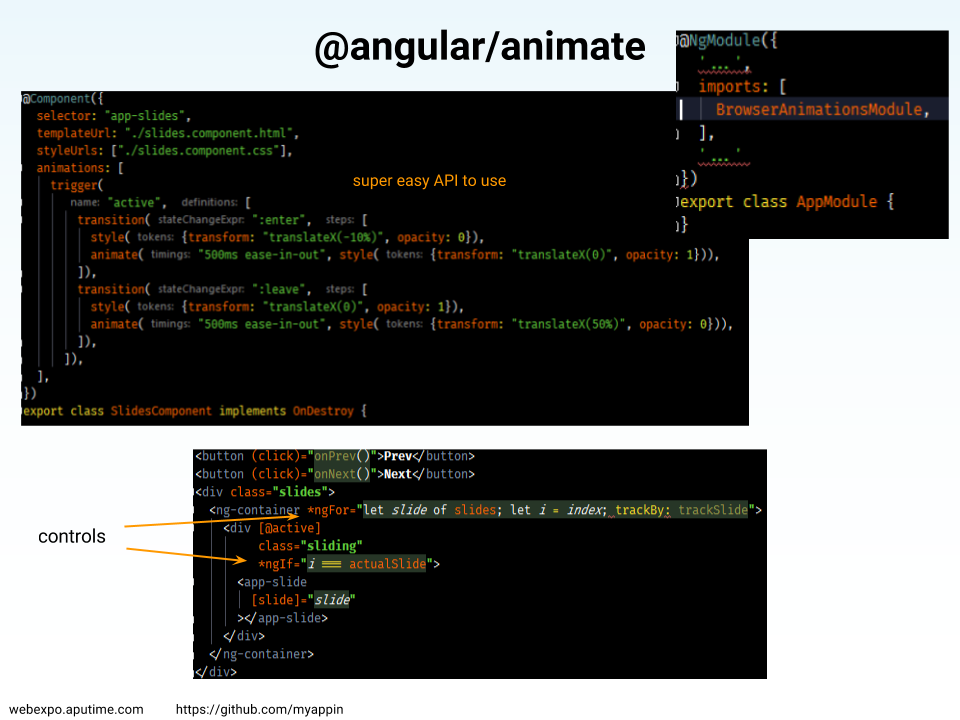 @angular/animate
@NgModule({
'...',
imports: [
BrowserAnimationsModule,
],
'...'
})
export class AppModule {
}
@Component({
selector: "app-slides",
templateUrl: "./slides.component.html",
styleUrls: ["./slides.component.css"],
animations: [
trigger(
name: "active", definitions: [
transition( stateChangeExpr: ":enter", steps: [
style( tokens: {transform: "translateX(-10%)", opacity: 0}),
animate( timings: "500ms ease-in-out", style( tokens: {transform: "translateX(0)", opacity: 1})),
]),
transition( stateChangeExpr: ":leave", steps: [
style( tokens: {transform: "translateX(0)", opacity: 1}),
animate( timings: "500ms ease-in-out", style( tokens: {transform: "translateX(50%)", opacity: 0})),
]),
]),
],
})
export class SlidesComponent implements OnDestroy {
super easy API to use
<button (click)="onPrev()">Prev</button>
<button (click)="onNext()">Next</button>
<div class="slides">
<ng-container *ngFor="let slide of slides; let i = index; trackBy: trackSlide">
<div [@active]
class="sliding"
*ngIf="i === actualSlide">
<app-slide
[slide]="slide"
></app-slide>
</div>
</ng-container>
</div>
controls
webexpo.aputime.com https://github.com/myappin